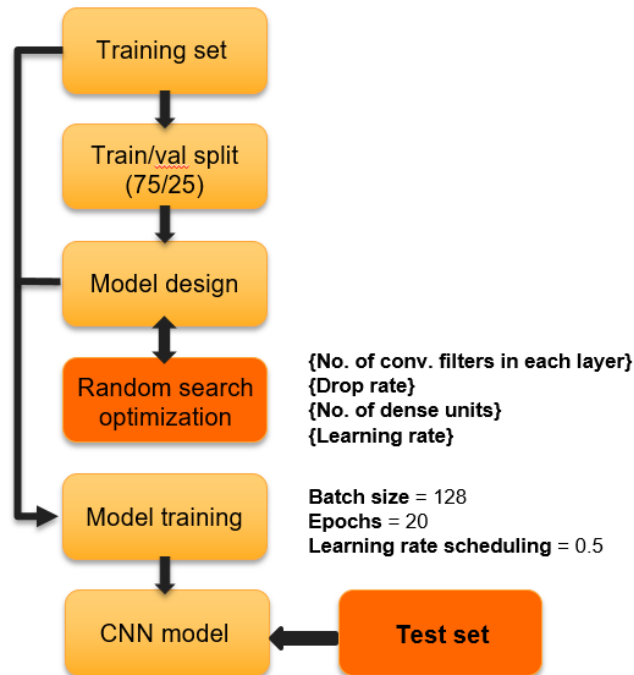 Training set
Train/val split
(75/25)
Model design
Random search
optimization
{No. of conv. filters in each layer}
{Drop rate}
{No. of dense units}
{Learning rate}
Model training
Batch size = 128
Epochs = 20
Learning rate scheduling = 0.5
CNN model
Test set